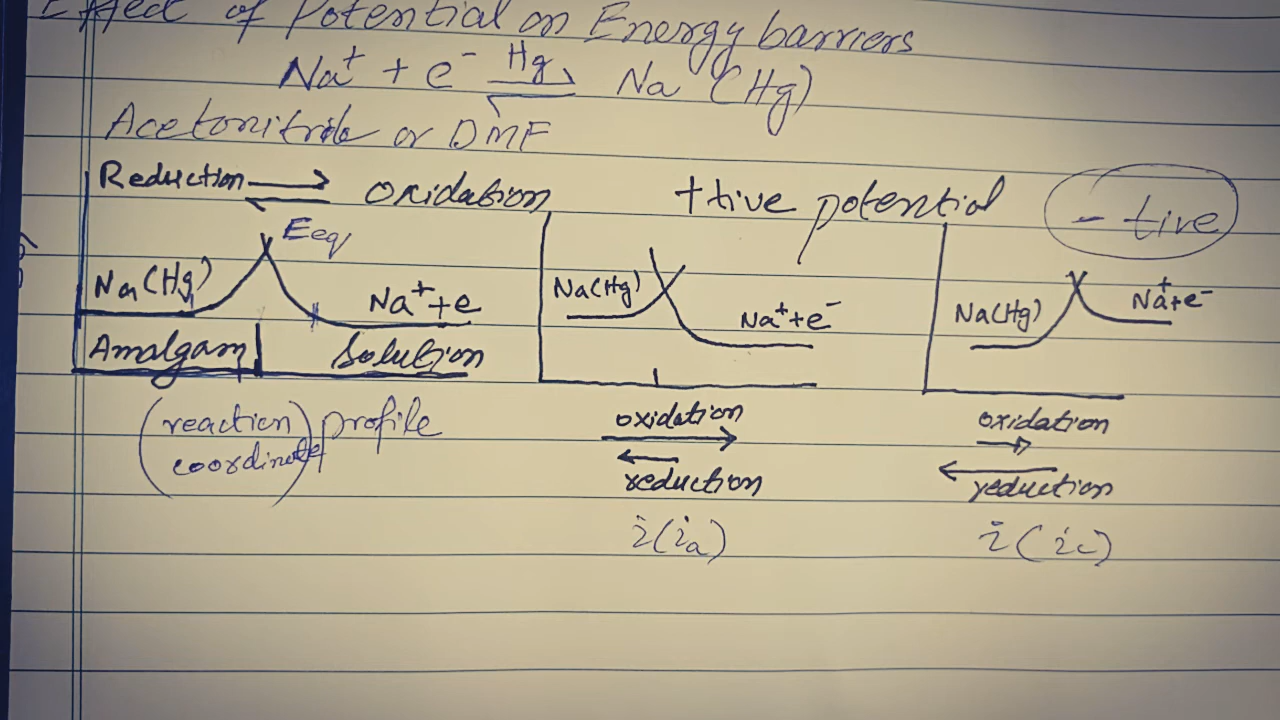 Effect of Potential on Energy barriers
Na⁺ + e⁻ ⇌ Hg Na (Hg)
Acetonitrile or DMF
Reduction ⇌ oxidation
+tive potential
- tive
Eeq
Na(Hg)
Na⁺+e
Amalgam
Solution
(reaction coordinate) profile
Na(Hg)
Na⁺+e⁻
oxidation
→
←
reduction
i(ia)
Na(Hg)
Na⁺+e⁻
oxidation
→
←
reduction
i(ic)